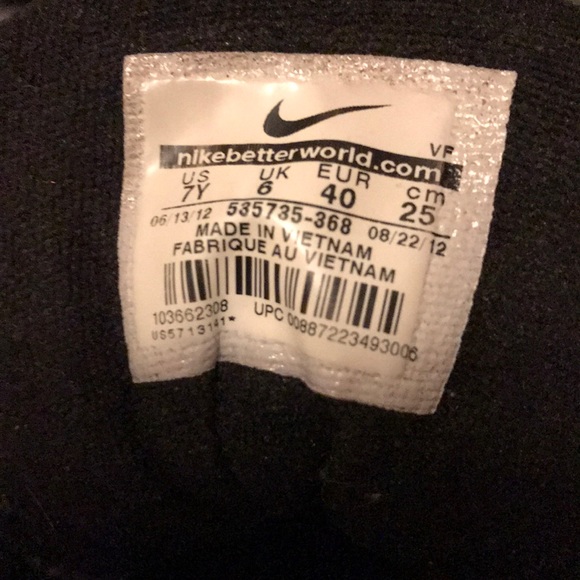 VF
nikebetterworld.com
US UK EUR cm
7Y 6 40 25
06/13/12 535735-368 08/22/12
MADE IN VIETNAM
FABRIQUE AU VIETNAM
103662308 UPC 00887223493006
US5713141*